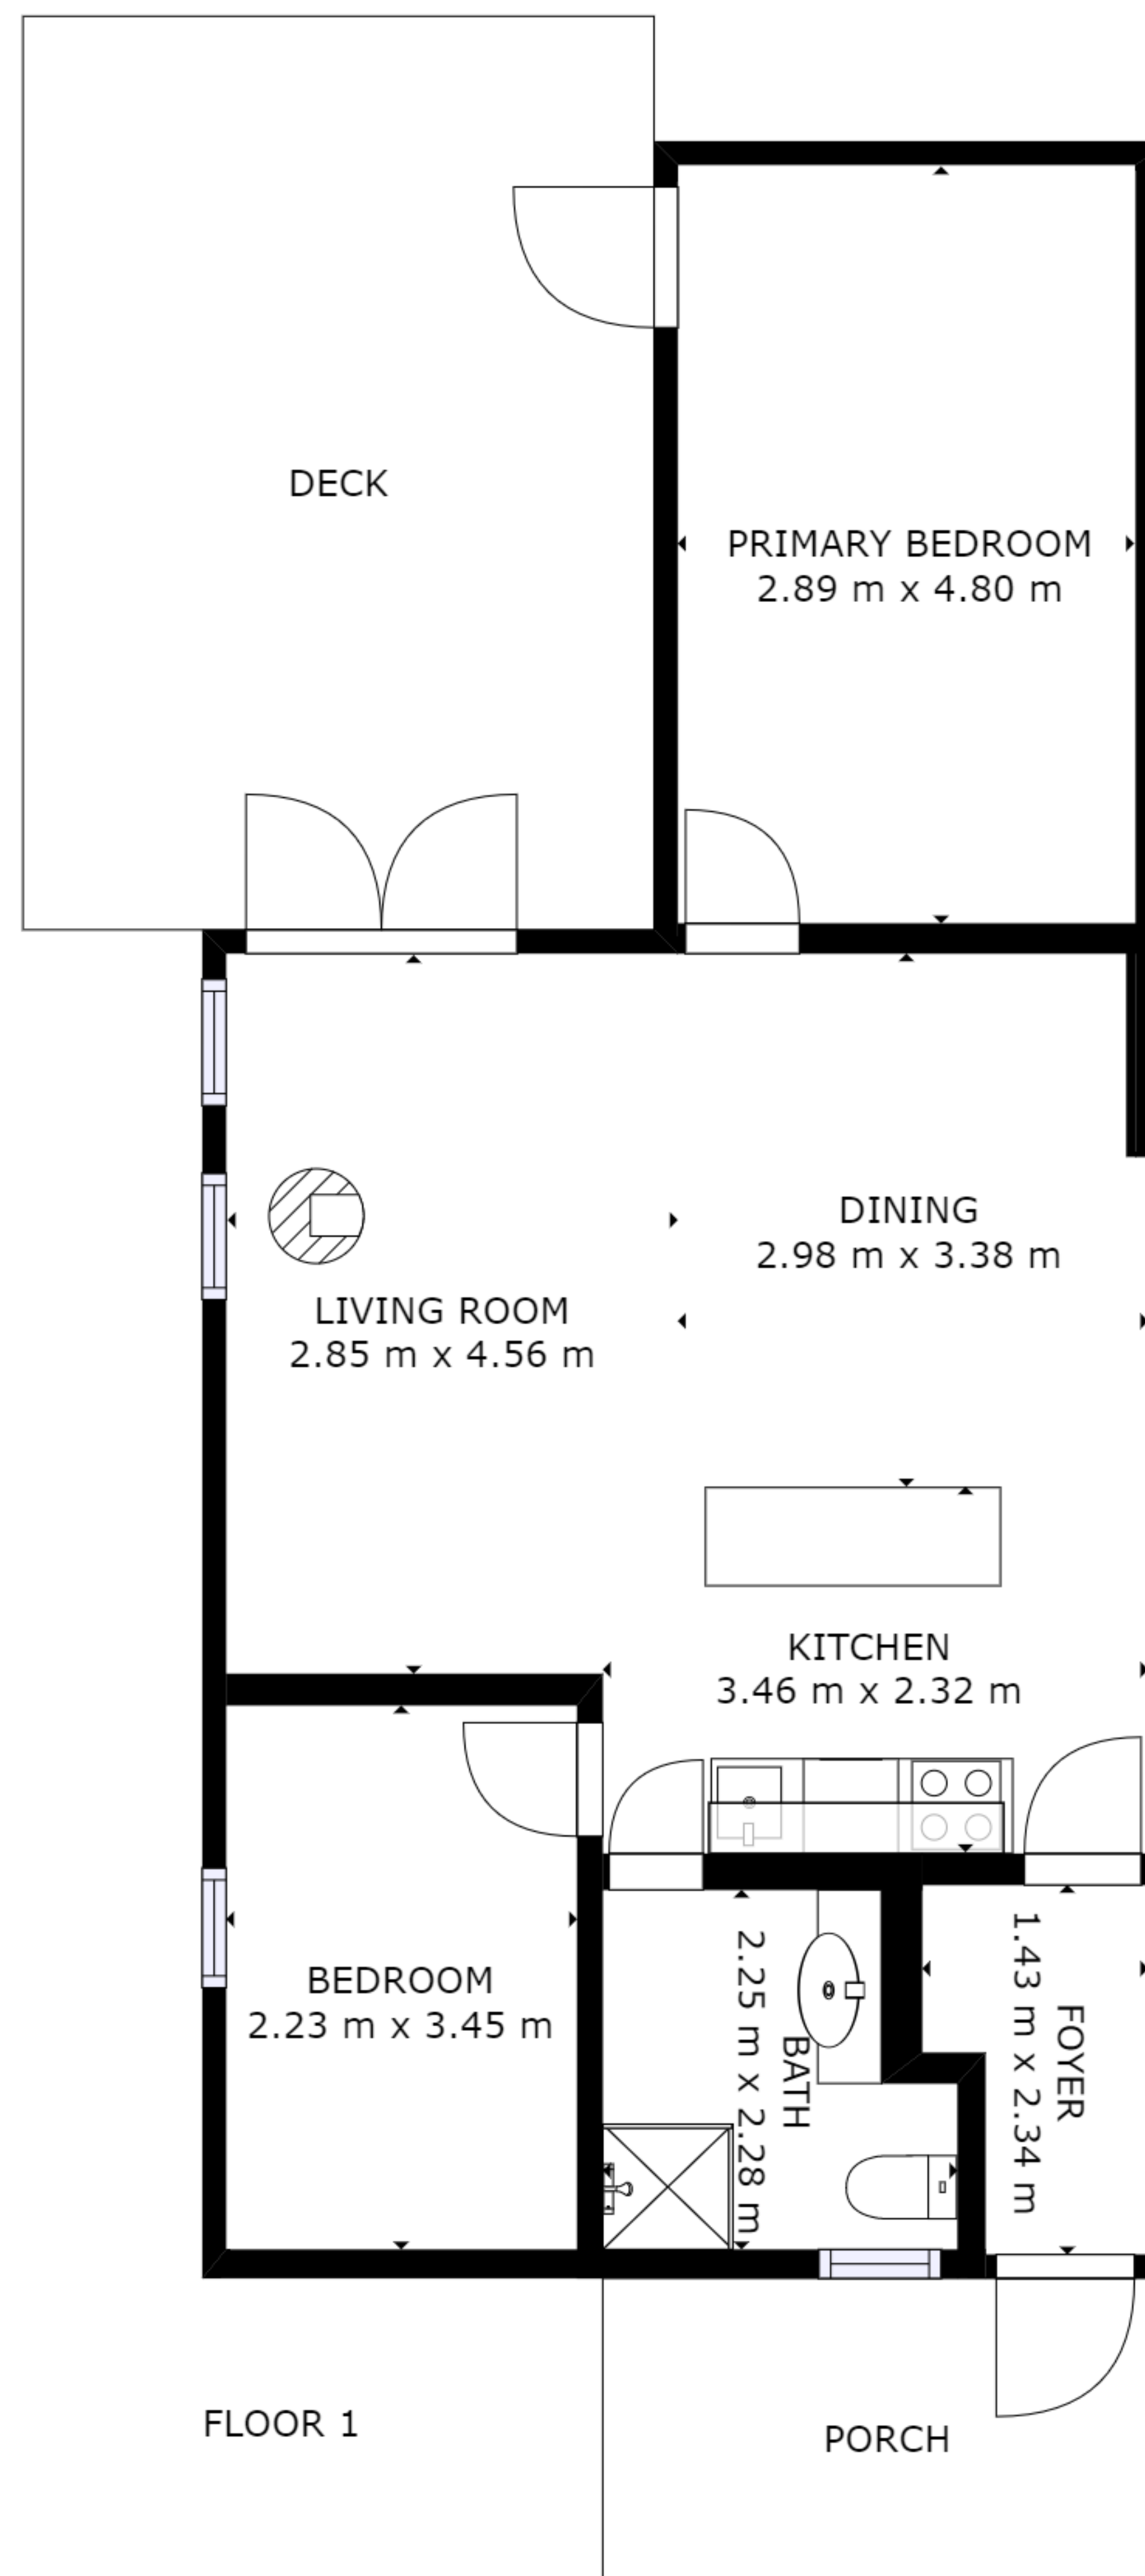 DECK
PRIMARY BEDROOM
2.89 m x 4.80 m
DINING
2.98 m x 3.38 m
LIVING ROOM
2.85 m x 4.56 m
KITCHEN
3.46 m x 2.32 m
BEDROOM
2.23 m x 3.45 m
BATH
2.25 m x 2.28 m
FOYER
1.43 m x 2.34 m
FLOOR 1
PORCH